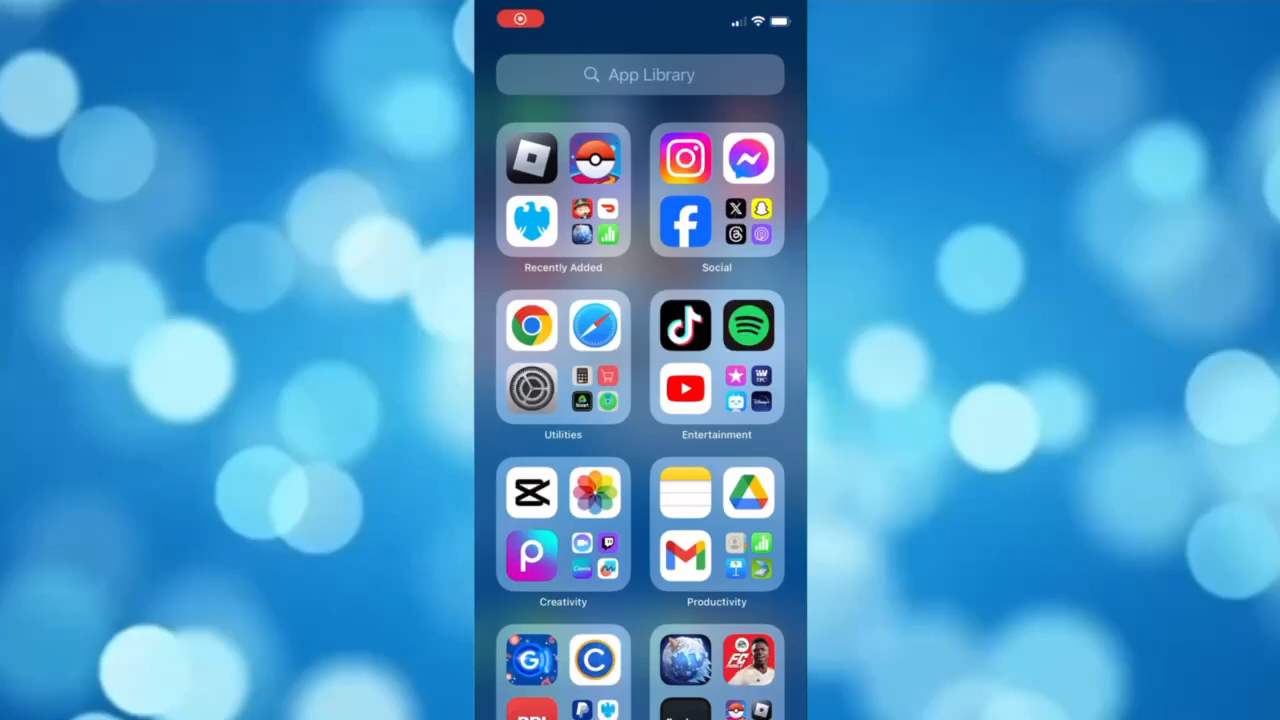 App Library
Recently Added
Social
Utilities
Entertainment
Creativity
Productivity